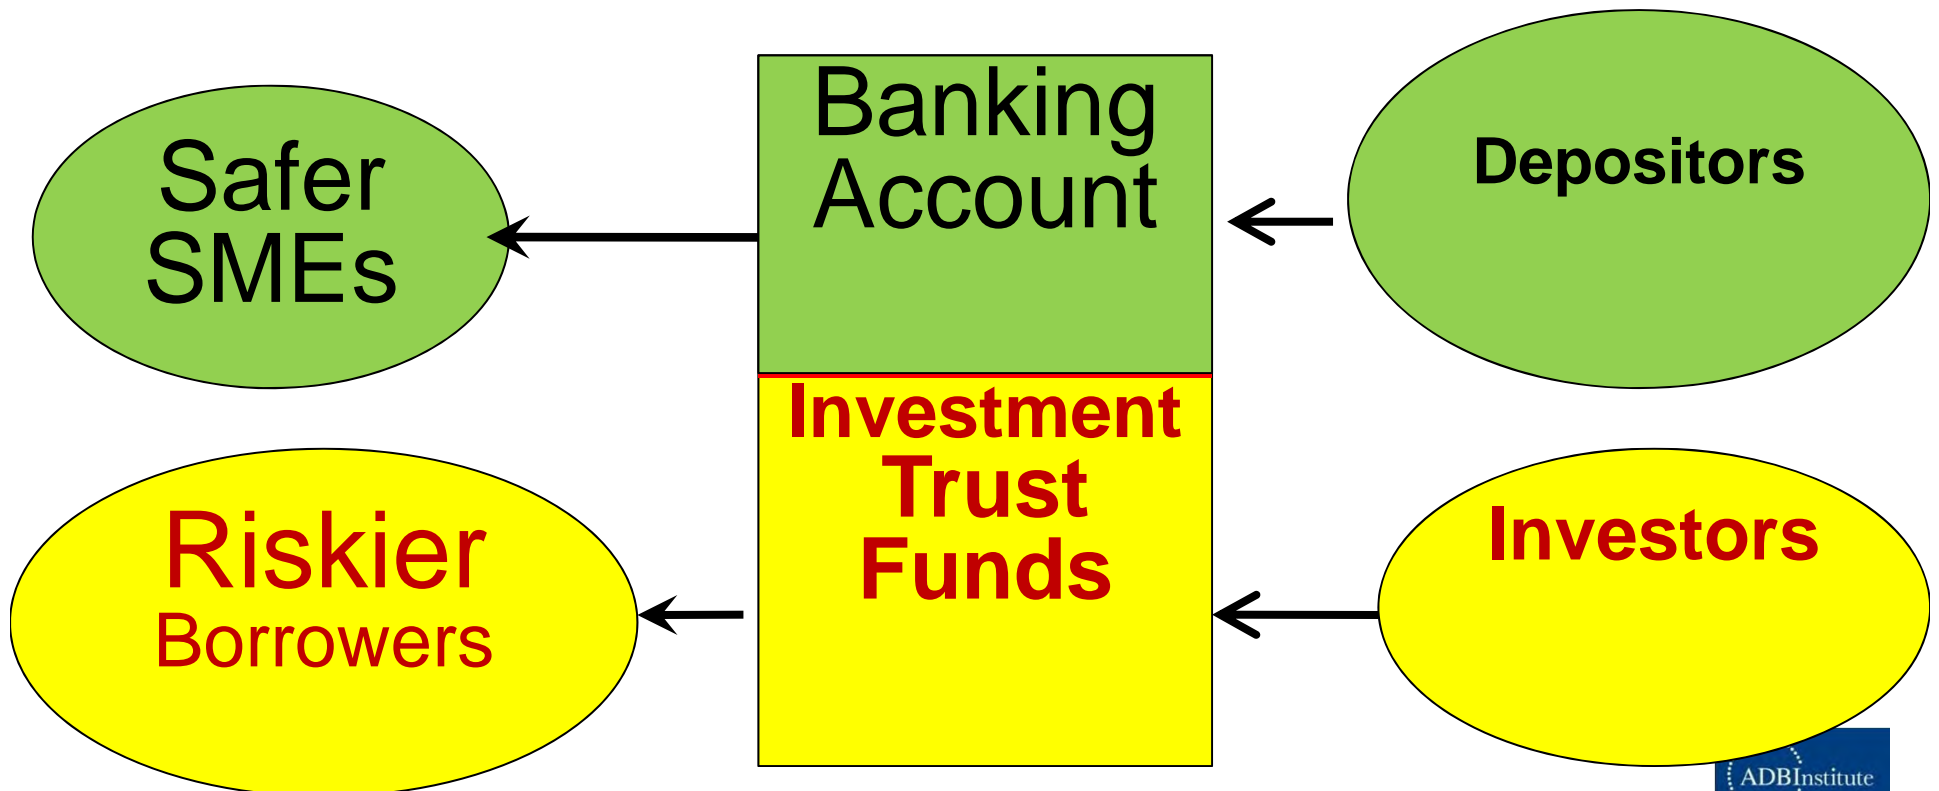 Safer
SMEs
Banking
Account
Depositors
Riskier
Borrowers
Investment
Trust
Funds
Investors
ADBInstitute